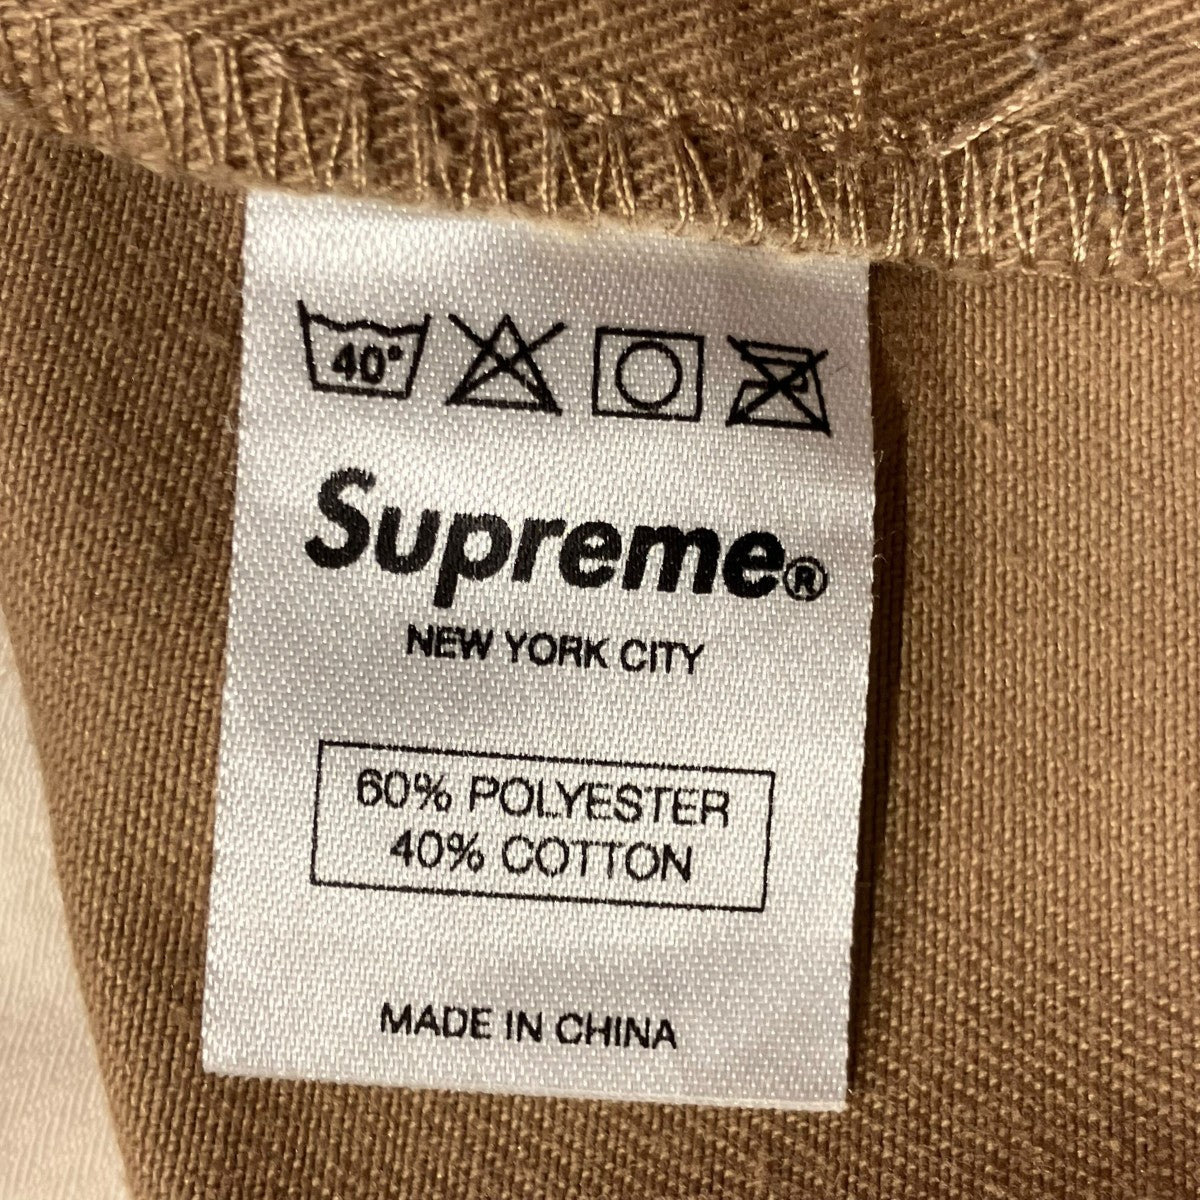 40°
Supreme®
NEW YORK CITY
60% POLYESTER
40% COTTON
MADE IN CHINA